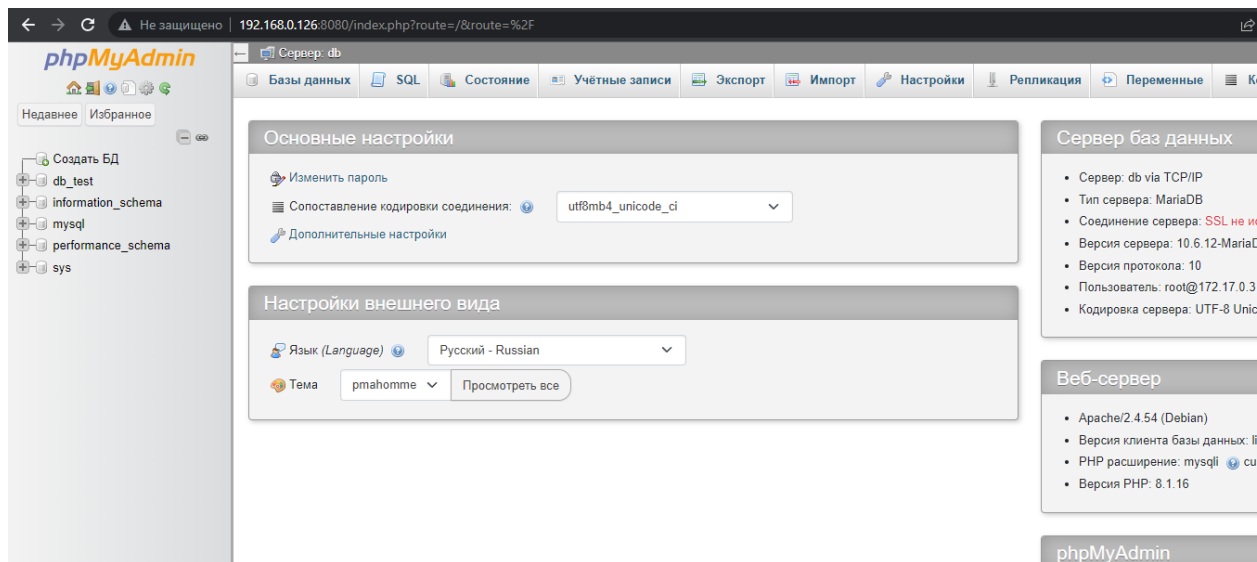 Не защищено | 192.168.0.126:8080/index.php?route=/&route=%2F
phpMyAdmin
Недавнее Избранное
Создать БД
db_test
information_schema
mysql
performance_schema
sys
Сервер: db
Базы данных SQL Состояние Учётные записи Экспорт Импорт Настройки Репликация Переменные
Основные настройки
Изменить пароль
Сопоставление кодировки соединения: utf8mb4_unicode_ci
Дополнительные настройки
Настройки внешнего вида
Язык (Language) Русский - Russian
Тема pmahomme Просмотреть все
Сервер баз данных
Сервер: db via TCP/IP
Тип сервера: MariaDB
Соединение сервера: SSL не
Версия сервера: 10.6.12-Maria
Версия протокола: 10
Пользователь: root@172.17.0.3
Кодировка сервера: UTF-8
Веб-сервер
Apache/2.4.54 (Debian)
Версия клиента базы данных:
PHP расширение: mysqli
Версия PHP: 8.1.16
phpMyAdmin